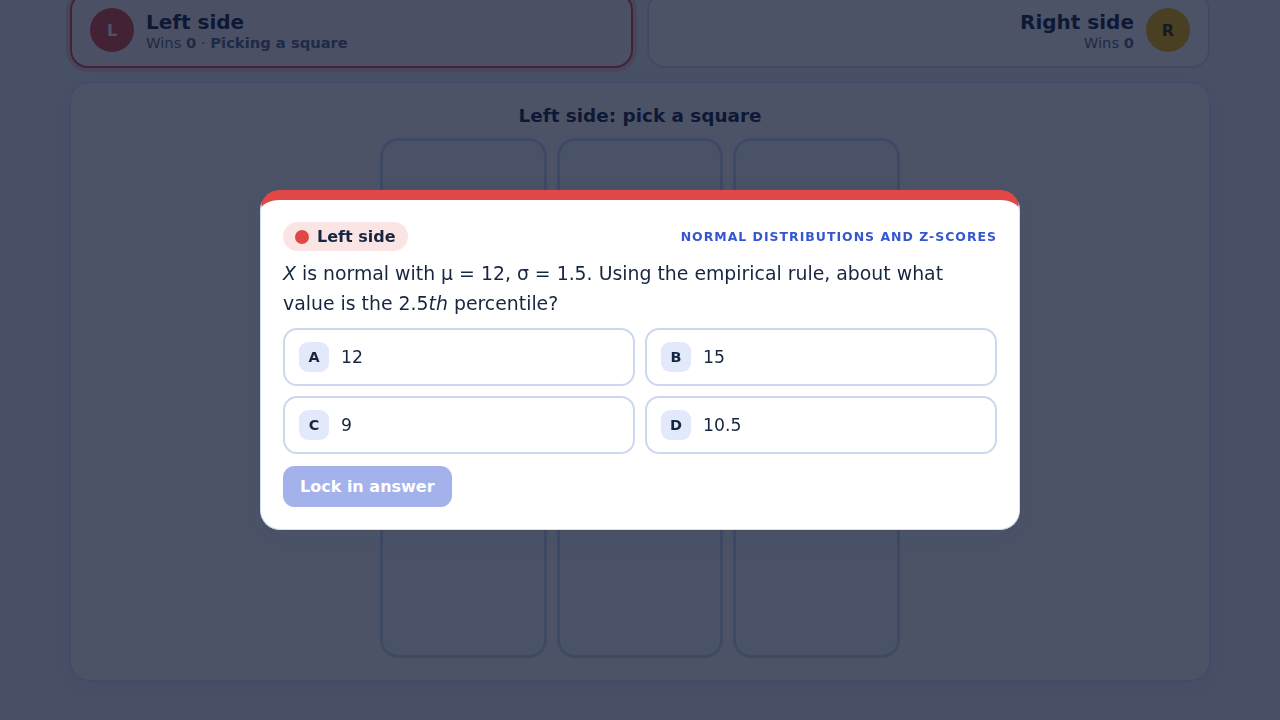 L
Left side
Wins 0 · Picking a square
Right side
Wins 0
R
Left side: pick a square
Left side
NORMAL DISTRIBUTIONS AND Z-SCORES
X is normal with μ = 12, σ = 1.5. Using the empirical rule, about what
value is the 2.5th percentile?
A 12
B 15
C 9
D 10.5
Lock in answer